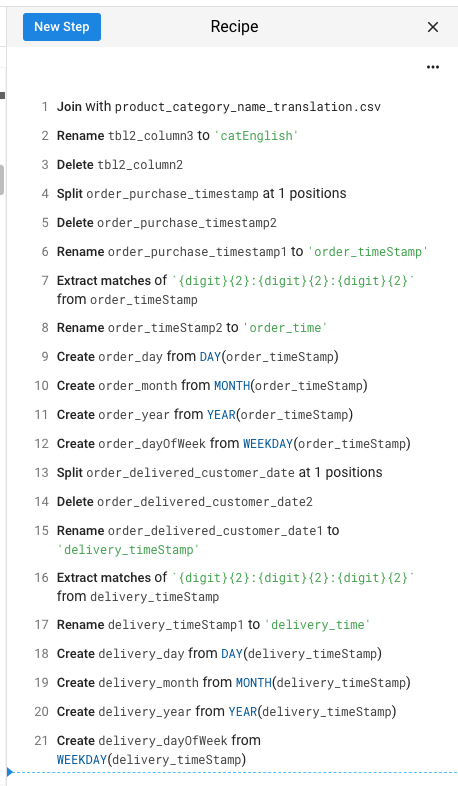 New Step
Recipe
1 Join with product_category_name_translation.csv
2 Rename tbl2_column3 to 'catEnglish'
3 Delete tbl2_column2
4 Split order_purchase_timestamp at 1 positions
5 Delete order_purchase_timestamp2
6 Rename order_purchase_timestamp1 to 'order_timeStamp'
7 Extract matches of `{digit}{2}:{digit}{2}:{digit}{2}`
from order_timeStamp
8 Rename order_timeStamp2 to 'order_time'
9 Create order_day from DAY(order_timeStamp)
10 Create order_month from MONTH(order_timeStamp)
11 Create order_year from YEAR(order_timeStamp)
12 Create order_dayOfWeek from WEEKDAY(order_timeStamp)
13 Split order_delivered_customer_date at 1 positions
14 Delete order_delivered_customer_date2
15 Rename order_delivered_customer_date1 to
'delivery_timeStamp'
16 Extract matches of `{digit}{2}:{digit}{2}:{digit}{2}`
from delivery_timeStamp
17 Rename delivery_timeStamp1 to 'delivery_time'
18 Create delivery_day from DAY(delivery_timeStamp)
19 Create delivery_month from MONTH(delivery_timeStamp)
20 Create delivery_year from YEAR(delivery_timeStamp)
21 Create delivery_dayOfWeek from
WEEKDAY(delivery_timeStamp)